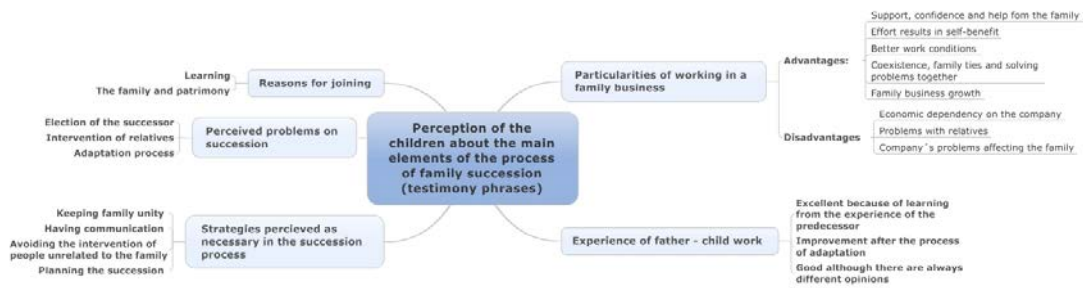 Perception of the
children about the main
elements of the process
of family succession
(testimony phrases)
Reasons for joining
Learning
The family and patrimony
Perceived problems on
succession
Election of the successor
Intervention of relatives
Adaptation process
Strategies percieved as
necessary in the succession
process
Keeping family unity
Having communication
Avoiding the intervention of
people unrelated to the family
Planning the succession
Particularities of working in a
family business
Advantages:
Support, confidence and help fom the family
Effort results in self-benefit
Better work conditions
Coexistence, family ties and solving
problems together
Family business growth
Disadvantages
Economic dependency on the company
Problems with relatives
Company´s problems affecting the family
Experience of father - child work
Excellent because of learning
from the experience of the
predecessor
Improvement after the process
of adaptation
Good although there are always
different opinions